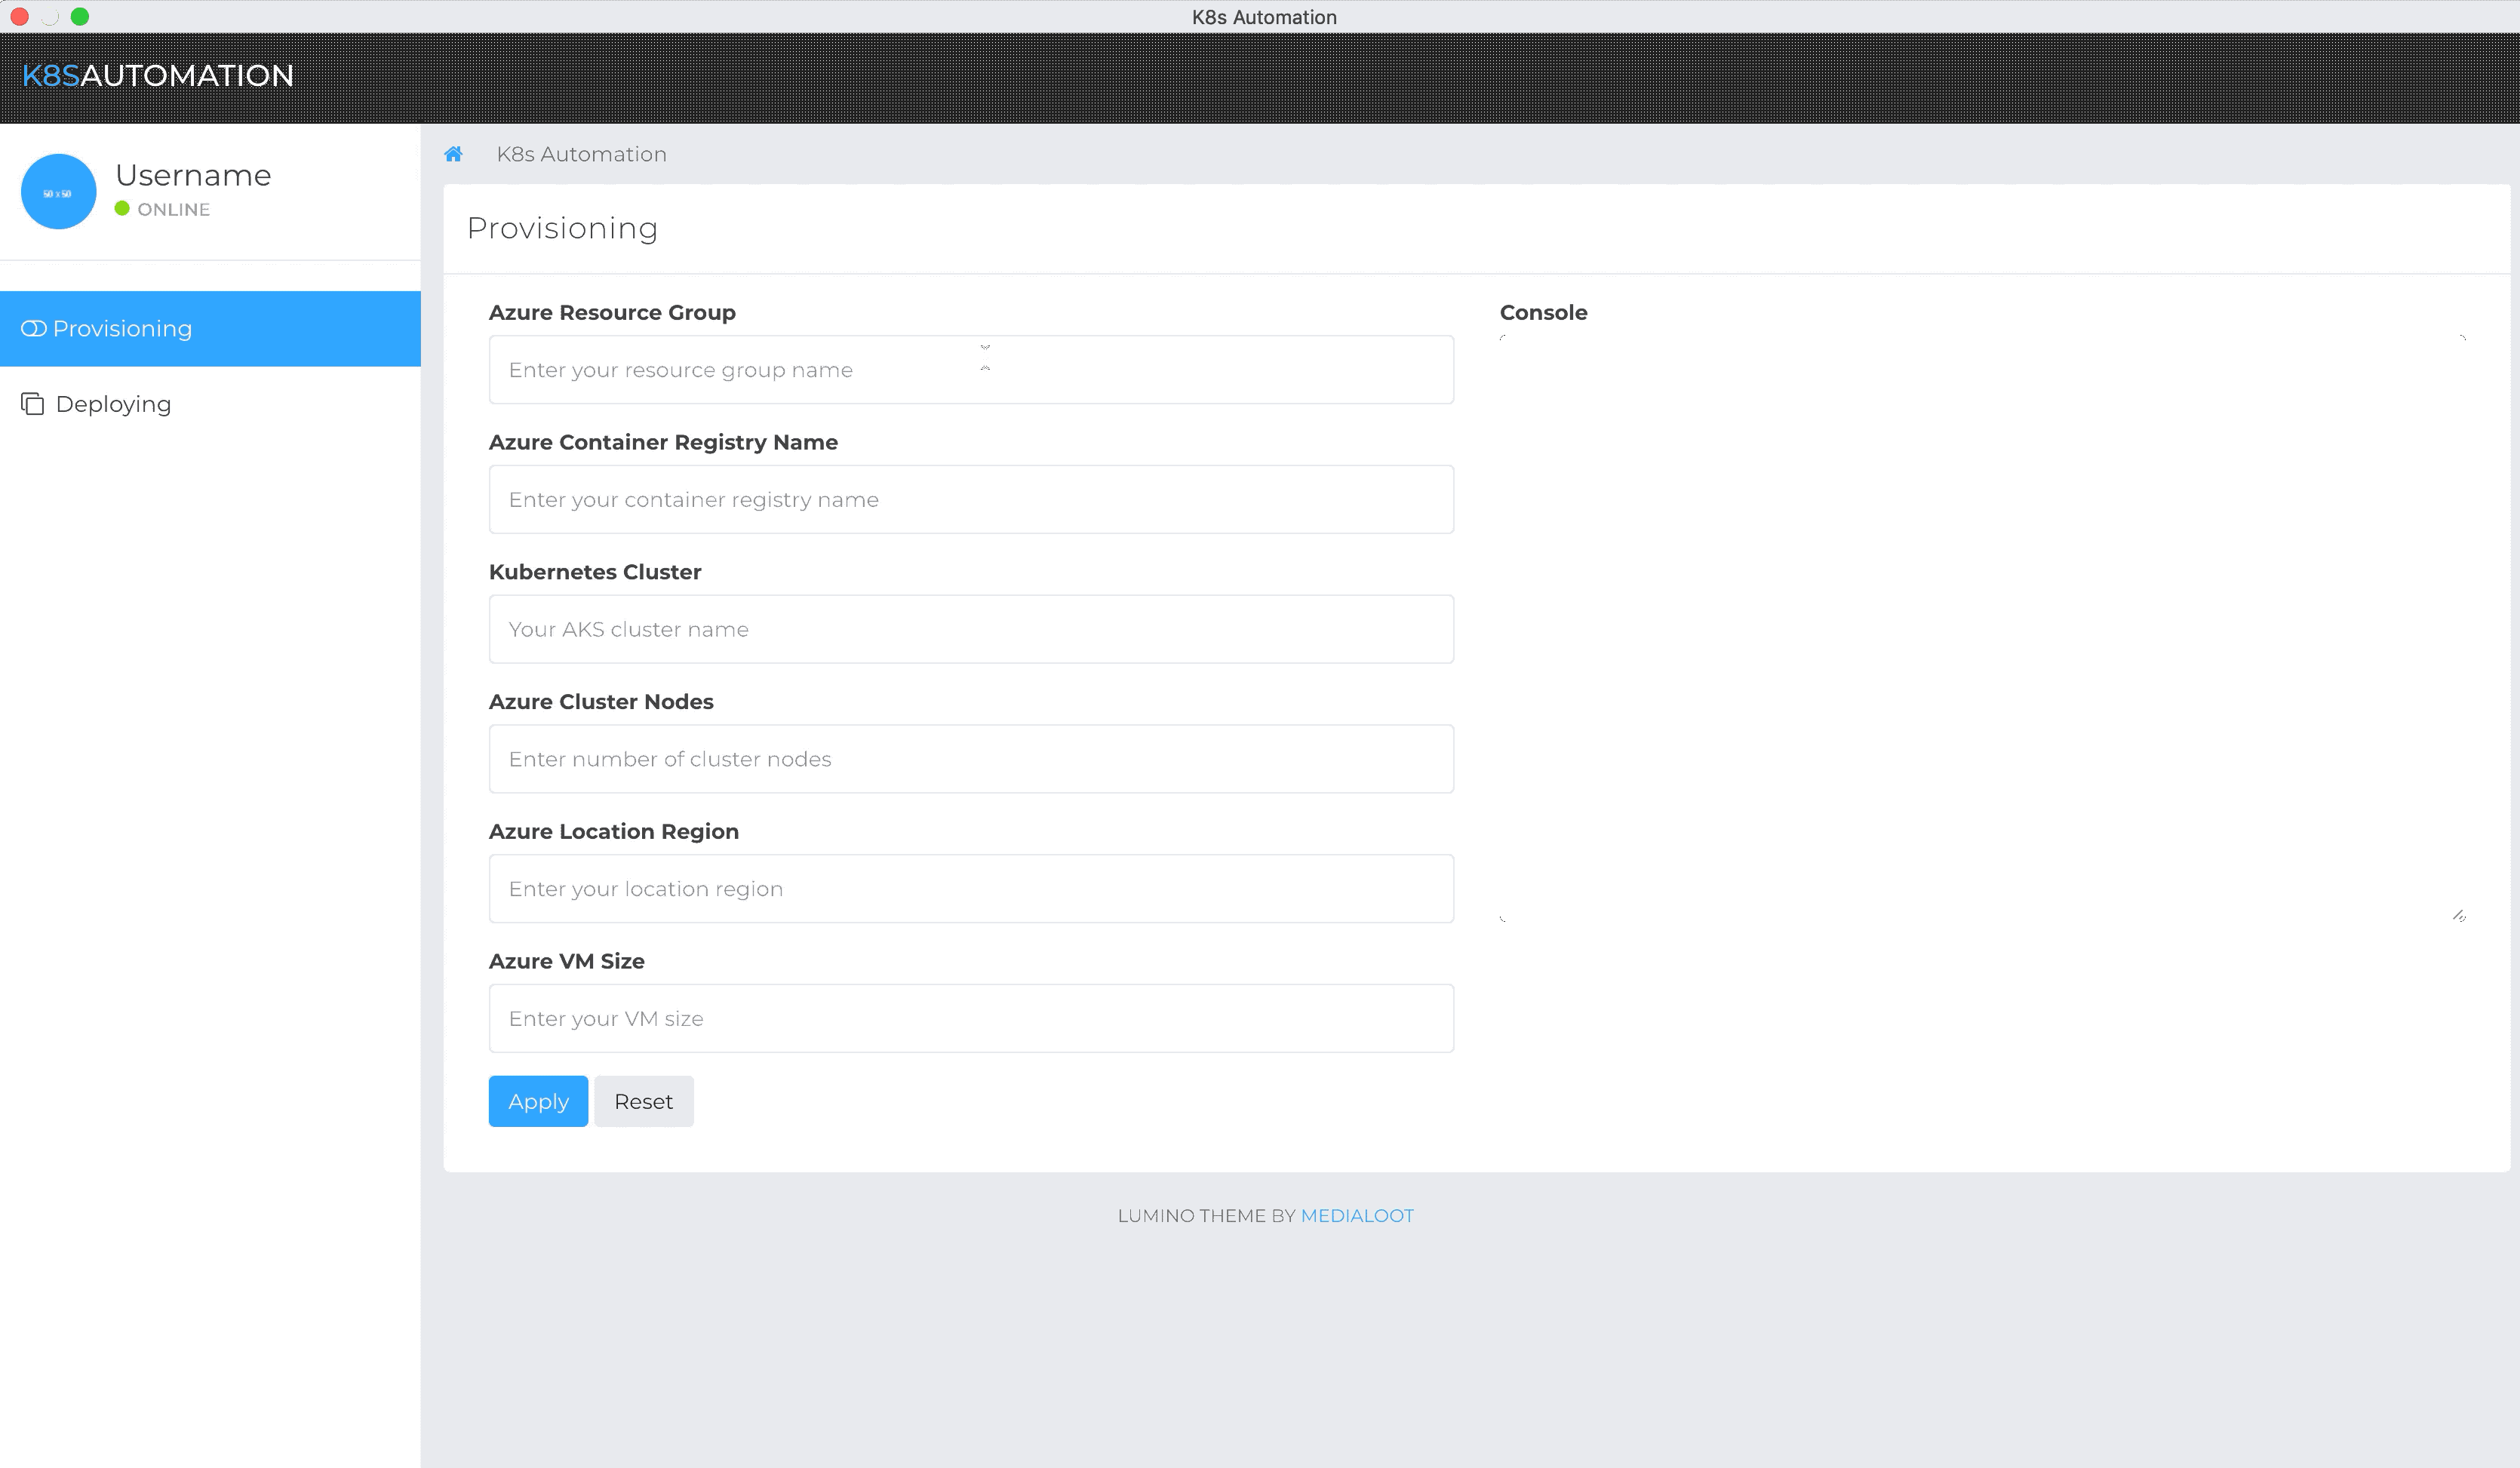 K8s Automation
K8SAUTOMATION
50 x 50
Username
ONLINE
Provisioning
Deploying
K8s Automation
Provisioning
Azure Resource Group
Enter your resource group name
Azure Container Registry Name
Enter your container registry name
Kubernetes Cluster
Your AKS cluster name
Azure Cluster Nodes
Enter number of cluster nodes
Azure Location Region
Enter your location region
Azure VM Size
Enter your VM size
Apply Reset
Console
LUMINO THEME BY MEDIALOOT